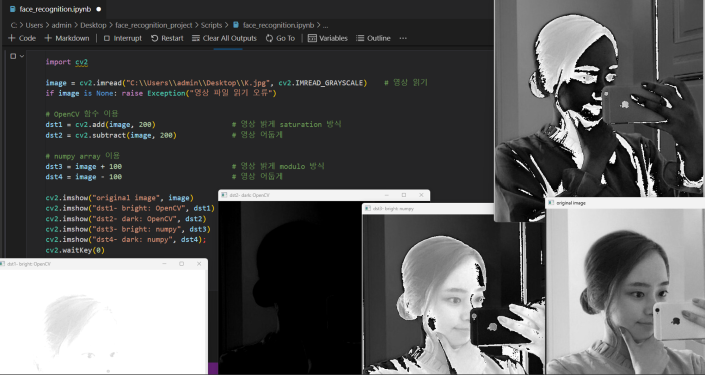 face_recognition.ipynb
C: > Users > admin > Desktop > face_recognition_project > Scripts > face_recognition.ipynb > ...
+ Code + Markdown Interrupt Restart Clear All Outputs Go To Variables Outline ...
import cv2
image = cv2.imread("C:\\Users\\admin\\Desktop\\K.jpg", cv2.IMREAD_GRAYSCALE) # 영상 읽기
if image is None: raise Exception("영상 파일 읽기 오류")
# OpenCV 함수 이용
dst1 = cv2.add(image, 200) # 영상 밝게 saturation 방식
dst2 = cv2.subtract(image, 200) # 영상 어둡게
# numpy array 이용
dst3 = image + 100 # 영상 밝게 modulo 방식
dst4 = image - 100 # 영상 어둡게
cv2.imshow("original image", image)
cv2.imshow("dst1- bright: OpenCV", dst1)
cv2.imshow("dst2- dark: OpenCV", dst2)
cv2.imshow("dst3- bright: numpy", dst3)
cv2.imshow("dst4- dark: numpy", dst4);
cv2.waitKey(0)
dst2- dark: OpenCV
dst3- bright: numpy
original image
dst1- bright: OpenCV